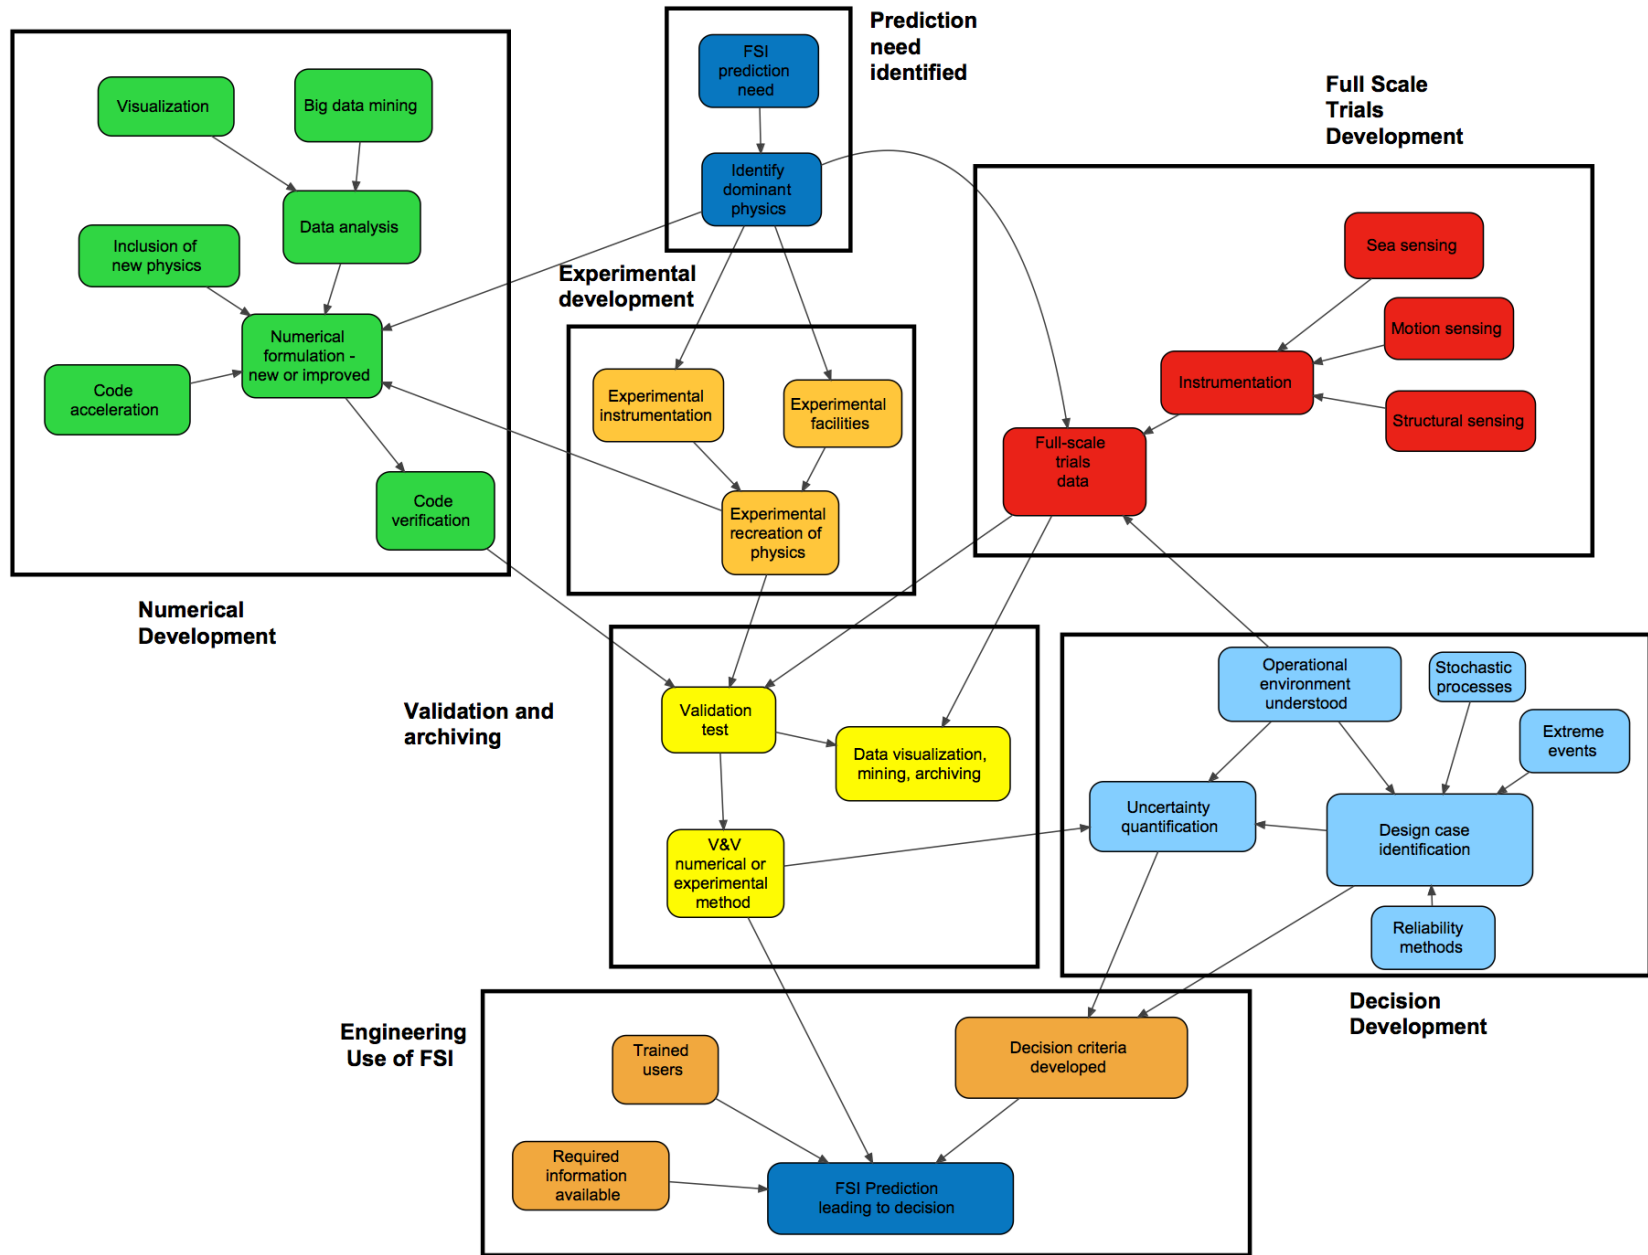 Prediction
need
identified
FSI
prediction
need
Identify
dominant
physics
Visualization
Big data mining
Data analysis
Inclusion of
new physics
Numerical
formulation -
new or improved
Code
acceleration
Code
verification
Numerical
Development
Experimental
development
Experimental
instrumentation
Experimental
facilities
Experimental
recreation of
physics
Full Scale
Trials
Development
Sea sensing
Motion sensing
Instrumentation
Structural sensing
Full-scale
trials
data
Validation and
archiving
Validation
test
Data visualization,
mining, archiving
V&V
numerical or
experimental
method
Operational
environment
understood
Stochastic
processes
Extreme
events
Uncertainty
quantification
Design case
identification
Reliability
methods
Decision
Development
Engineering
Use of FSI
Trained
users
Decision criteria
developed
Required
information
available
FSI Prediction
leading to decision